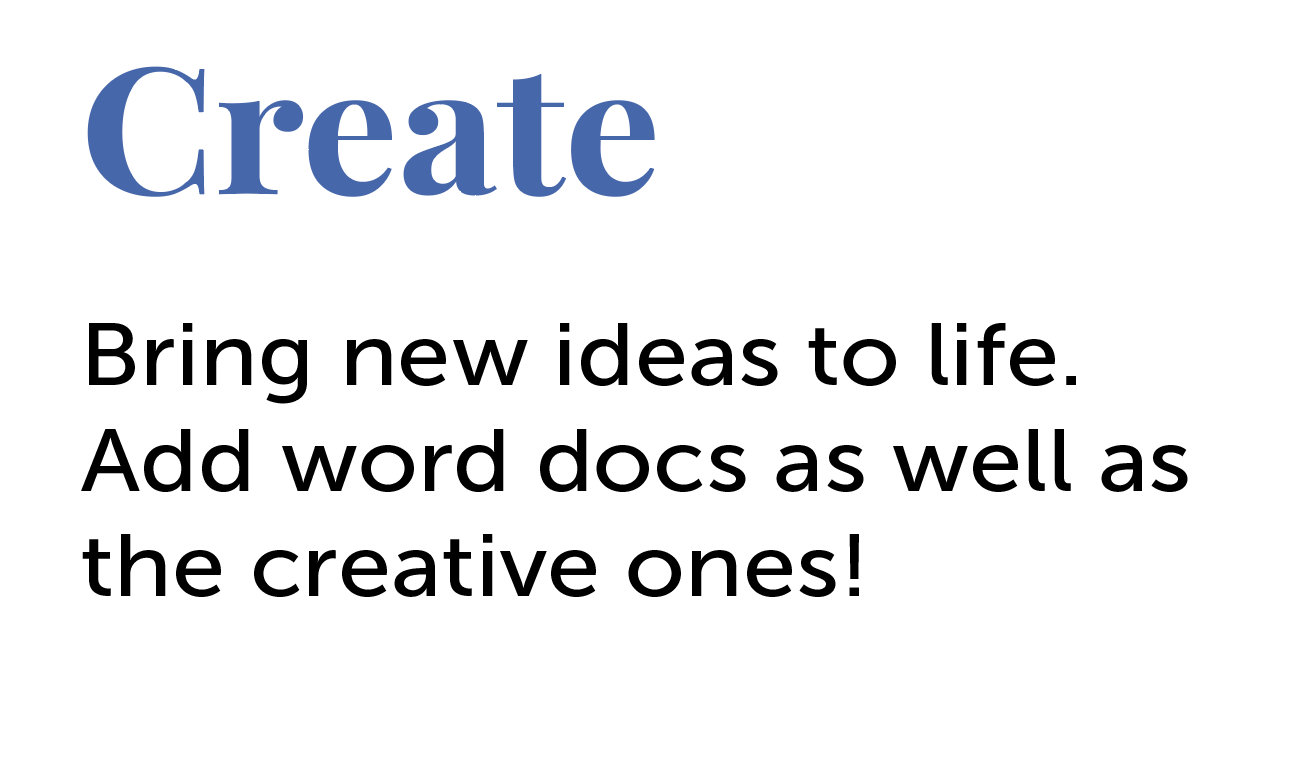 Create
Bring new ideas to life.
Add word docs as well as
the creative ones!